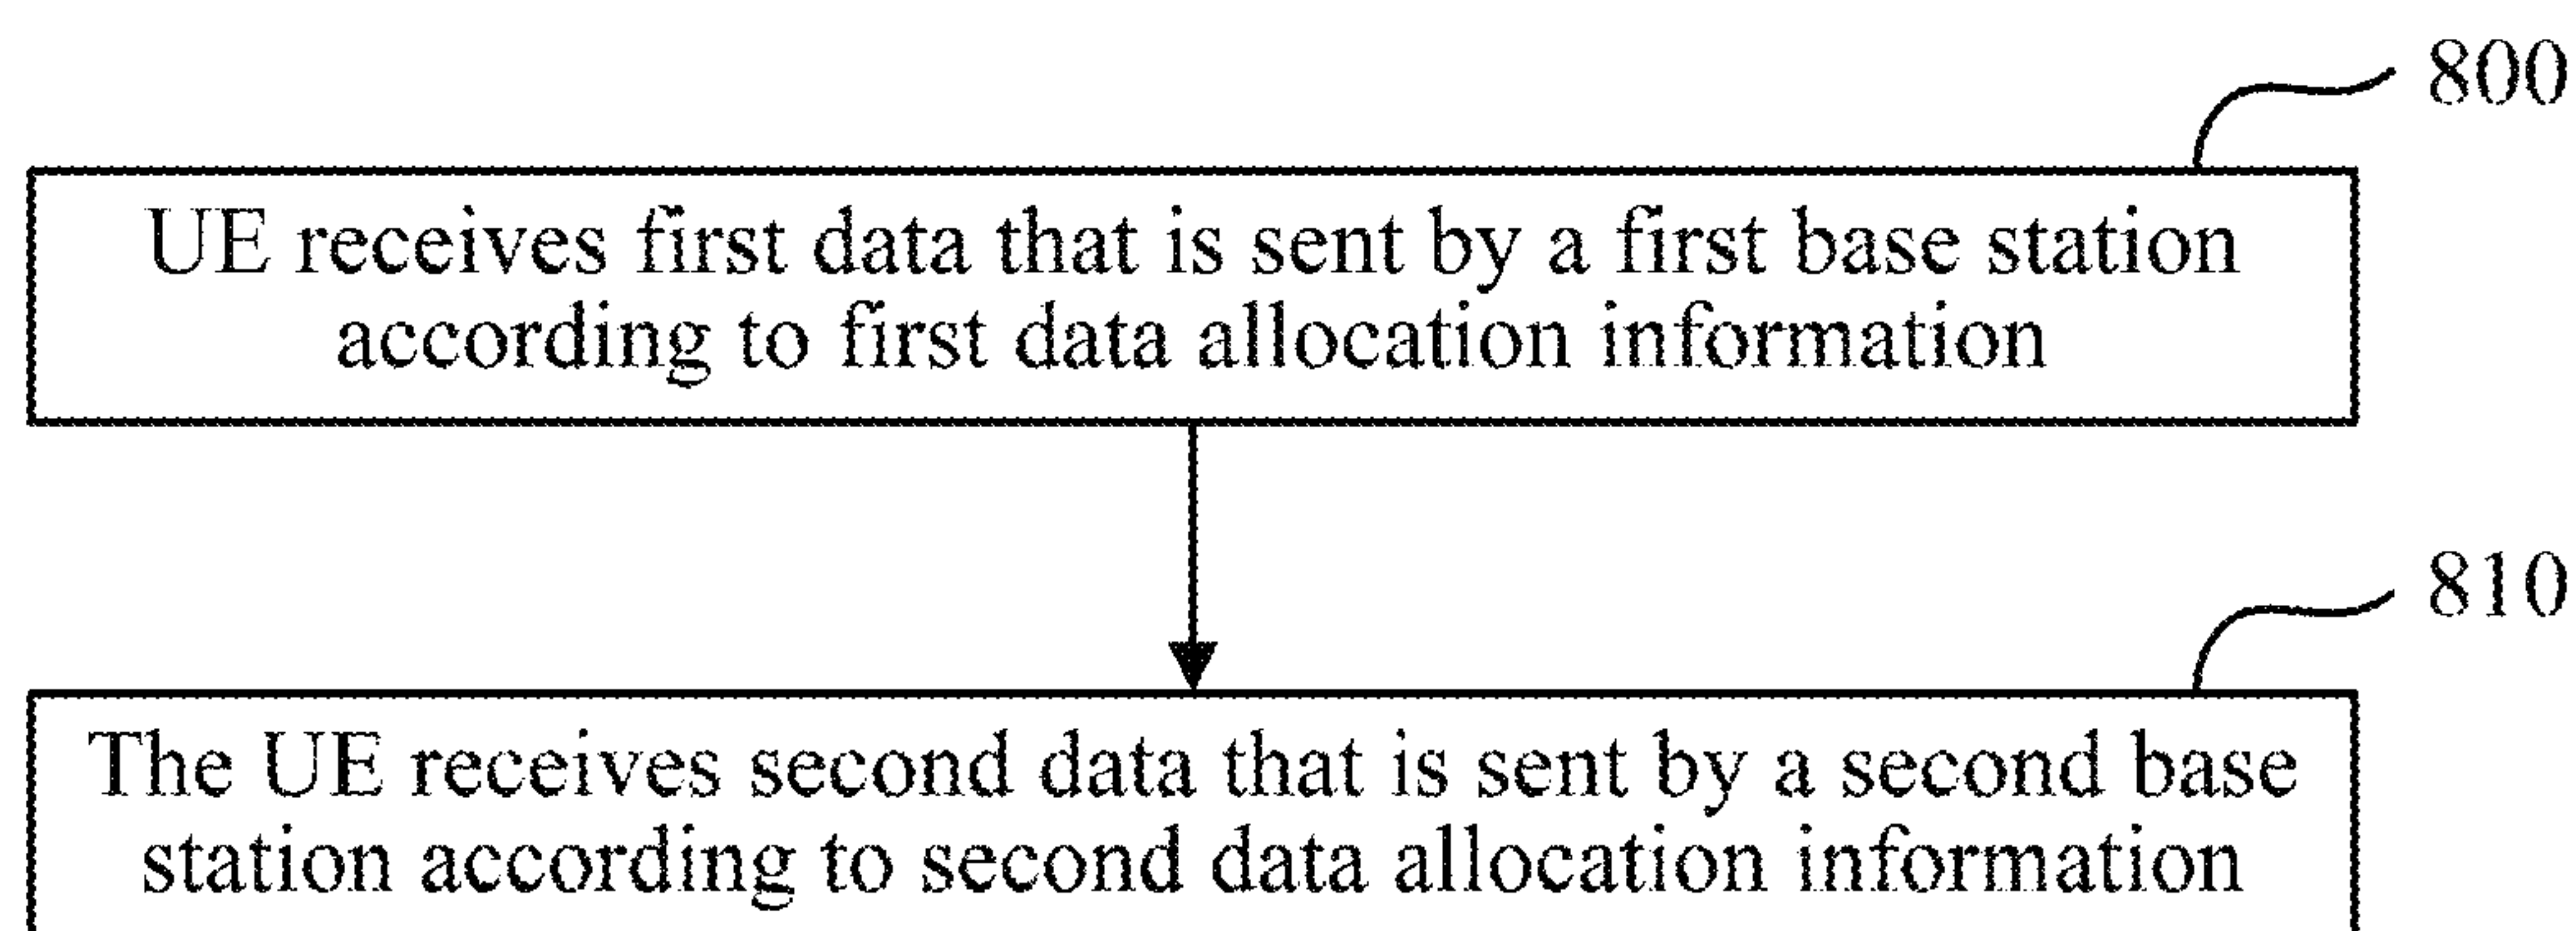 800
UE receives first data that is sent by a first base station
according to first data allocation information
810
The UE receives second data that is sent by a second base
station according to second data allocation information